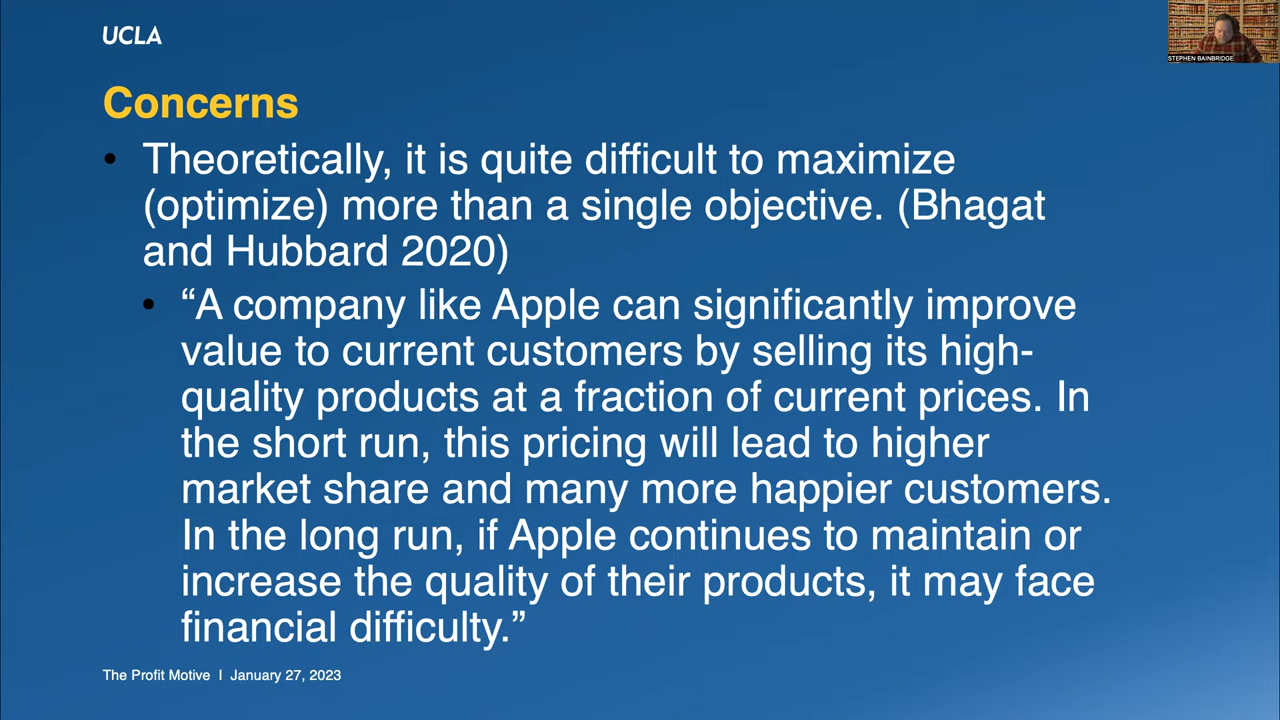 UCLA
STEPHEN BAINBRIDGE
Concerns
• Theoretically, it is quite difficult to maximize
(optimize) more than a single objective. (Bhagat
and Hubbard 2020)
• “A company like Apple can significantly improve
value to current customers by selling its high-
quality products at a fraction of current prices. In
the short run, this pricing will lead to higher
market share and many more happier customers.
In the long run, if Apple continues to maintain or
increase the quality of their products, it may face
financial difficulty.”
The Profit Motive | January 27, 2023